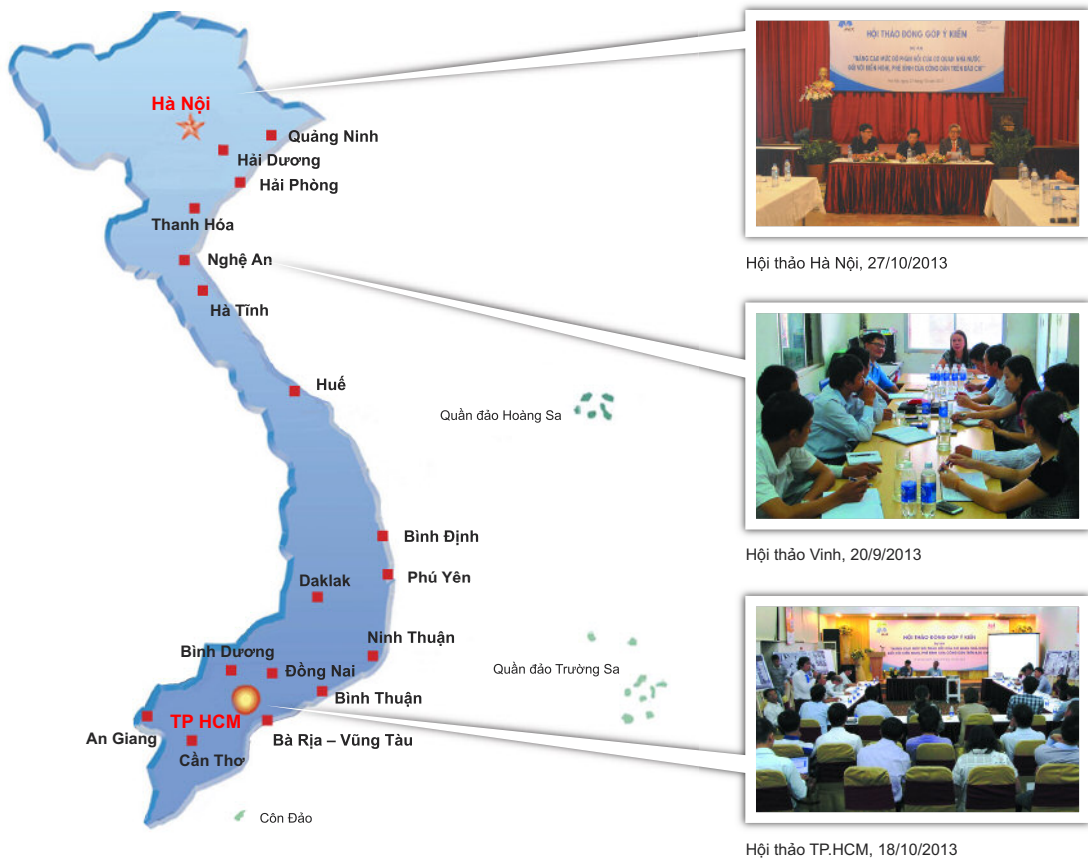 Hà Nội
Quảng Ninh
Hải Dương
Hải Phòng
Thanh Hóa
Nghệ An
Hà Tĩnh
Huế
Quần đảo Hoàng Sa
Bình Định
Phú Yên
Daklak
Ninh Thuận
Bình Dương
Đồng Nai
Quần đảo Trường Sa
Bình Thuận
TP HCM
An Giang
Bà Rịa – Vũng Tàu
Cần Thơ
Côn Đảo
HỘI THẢO ĐÓNG GÓP Ý KIẾN
Hội thảo Hà Nội, 27/10/2013
Hội thảo Vinh, 20/9/2013
HỘI THẢO ĐÓNG GÓP Ý KIẾN
Hội thảo TP.HCM, 18/10/2013